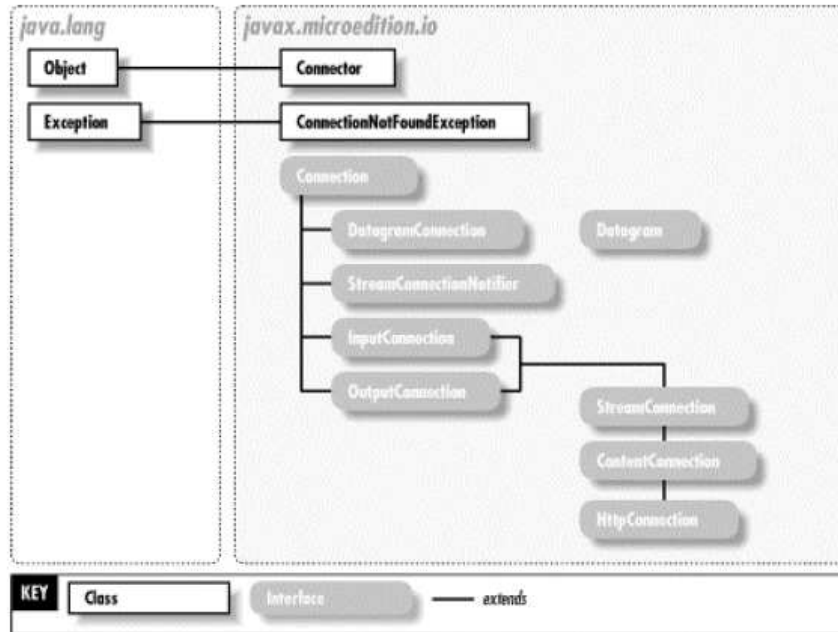 java.lang
javax.microedition.io
Object
Connector
Exception
ConnectionNotFoundException
Connection
DatagramConnection
Datagram
StreamConnectionNotifier
InputConnection
OutputConnection
StreamConnection
ContentConnection
HttpConnection
KEY
Class
Interface
extends